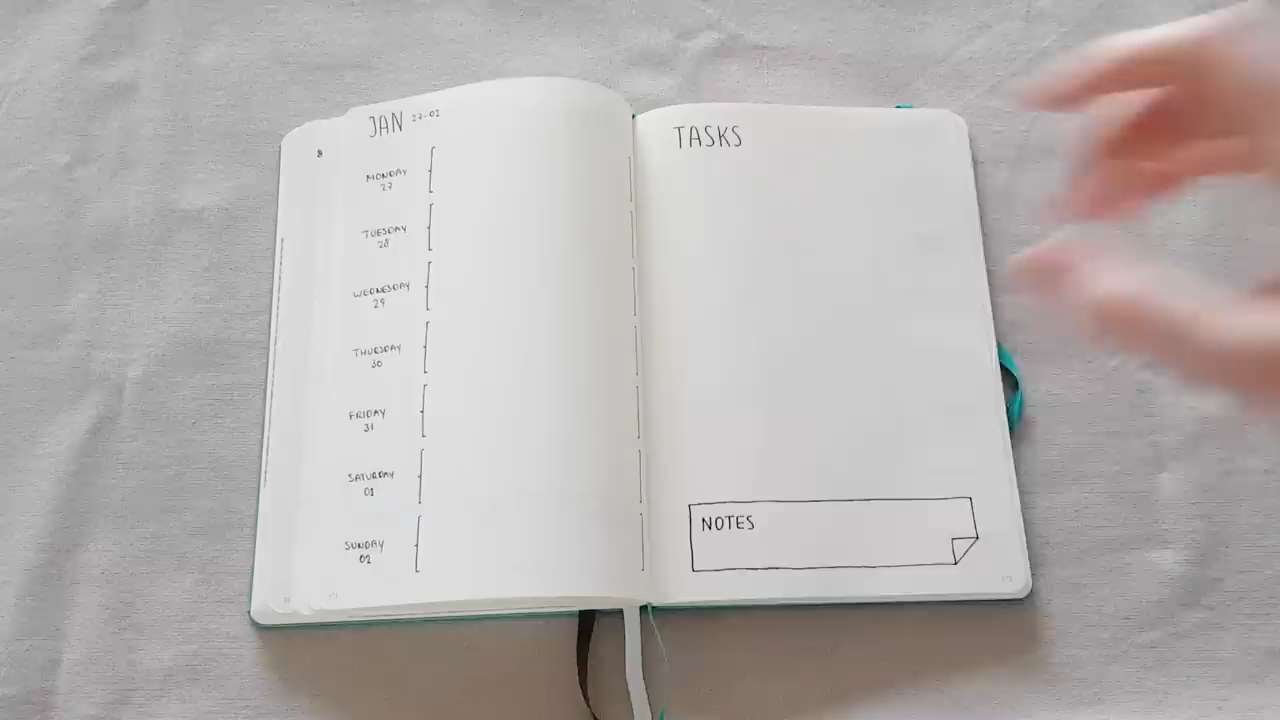 8
JAN 27-02
MONDAY
27
TUESDAY
28
WEDNESDAY
29
THURSDAY
30
FRIDAY
31
SATURDAY
01
SUNDAY
02
TASKS
NOTES